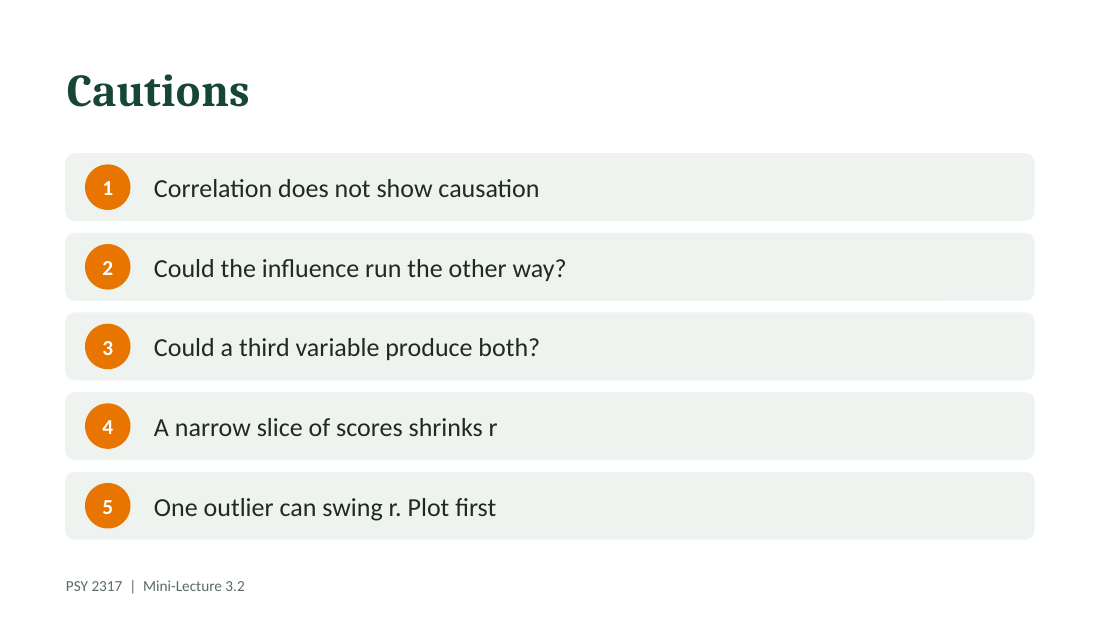 Cautions
1 Correlation does not show causation
2 Could the influence run the other way?
3 Could a third variable produce both?
4 A narrow slice of scores shrinks r
5 One outlier can swing r. Plot first
PSY 2317 | Mini-Lecture 3.2